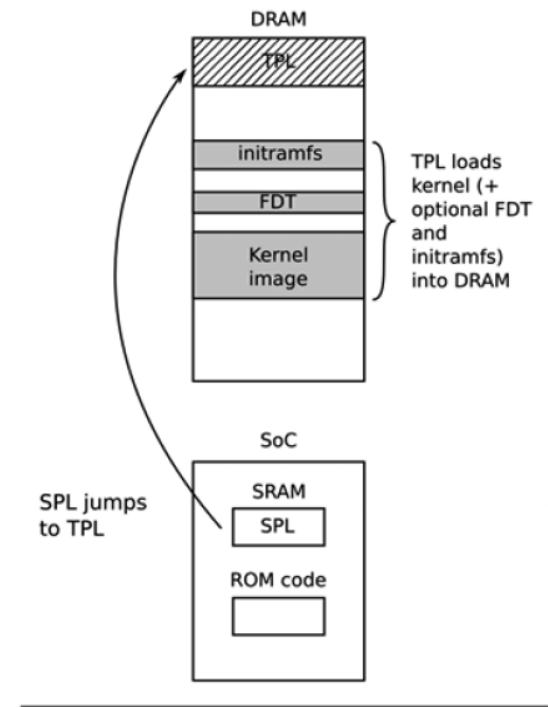 DRAM
TPL
initramfs
FDT
Kernel
image
TPL loads
kernel (+
optional FDT
and
initramfs)
into DRAM
SoC
SRAM
SPL
ROM code
SPL jumps
to TPL